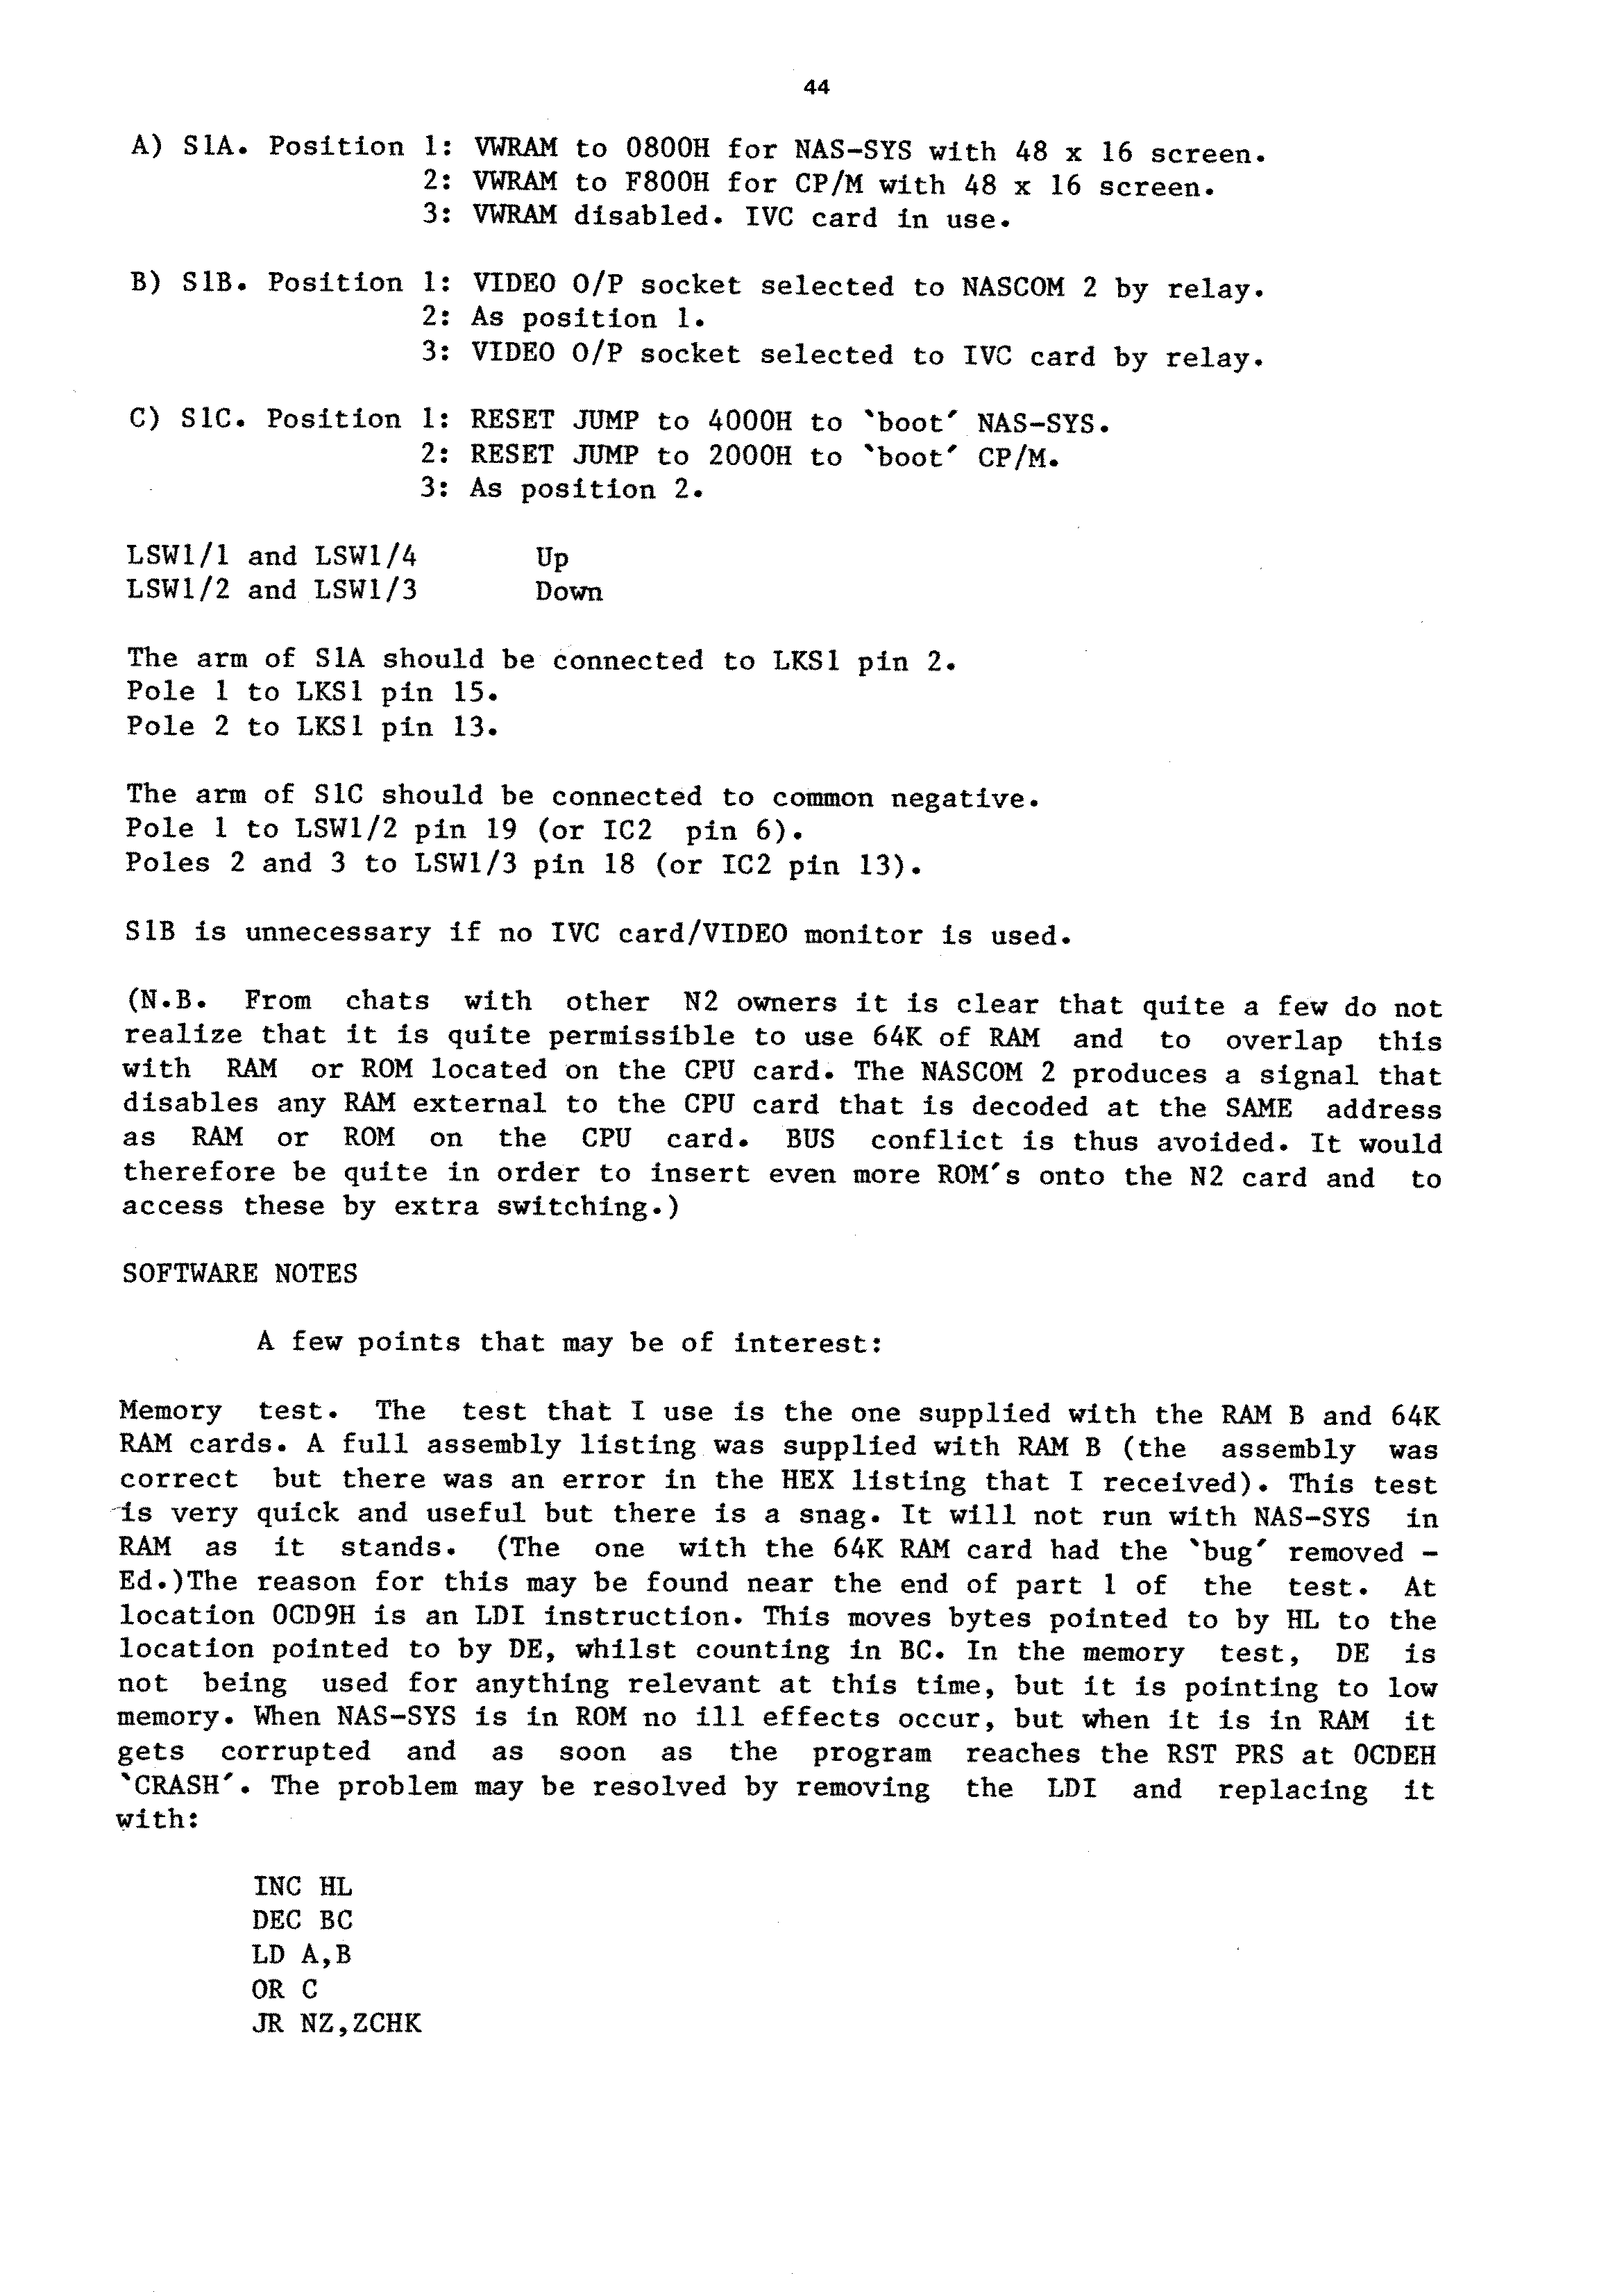 44
A) S1A. Position 1: VWRAM to 0800H for NAS-SYS with 48 x 16 screen.
2: VWRAM to F800H for CP/M with 48 x 16 screen.
3: VWRAM disabled. IVC card in use.
B) S1B. Position 1: VIDEO O/P socket selected to NASCOM 2 by relay.
2: As position 1.
3: VIDEO O/P socket selected to IVC card by relay.
C) S1C. Position 1: RESET JUMP to 4000H to `boot´ NAS-SYS.
2: RESET JUMP to 2000H to `boot´ CP/M.
3: As position 2.
LSW1/1 and LSW1/4 Up
LSW1/2 and LSW1/3 Down
The arm of S1A should be connected to LKS1 pin 2.
Pole 1 to LKS1 pin 15.
Pole 2 to LKS1 pin 13.
The arm of S1C should be connected to common negative.
Pole 1 to LSW1/2 pin 19 (or IC2 pin 6).
Poles 2 and 3 to LSW1/3 pin 18 (or IC2 pin 13).
S1B is unnecessary if no IVC card/VIDEO monitor is used.
(N.B. From chats with other N2 owners it is clear that quite a few do not
realize that it is quite permissible to use 64K of RAM and to overlap this
with RAM or ROM located on the CPU card. The NASCOM 2 produces a signal that
disables any RAM external to the CPU card that is decoded at the SAME address
as RAM or ROM on the CPU card. BUS conflict is thus avoided. It would
therefore be quite in order to insert even more ROM´s onto the N2 card and to
access these by extra switching.)
SOFTWARE NOTES
A few points that may be of interest:
Memory test. The test that I use is the one supplied with the RAM B and 64K
RAM cards. A full assembly listing was supplied with RAM B (the assembly was
correct but there was an error in the HEX listing that I received). This test
is very quick and useful but there is a snag. It will not run with NAS-SYS in
RAM as it stands. (The one with the 64K RAM card had the `bug´ removed -
Ed.)The reason for this may be found near the end of part 1 of the test. At
location 0CD9H is an LDI instruction. This moves bytes pointed to by HL to the
location pointed to by DE, whilst counting in BC. In the memory test, DE is
not being used for anything relevant at this time, but it is pointing to low
memory. When NAS-SYS is in ROM no ill effects occur, but when it is in RAM it
gets corrupted and as soon as the program reaches the RST PRS at 0CDEH
`CRASH´. The problem may be resolved by removing the LDI and replacing it
with:
INC HL
DEC BC
LD A,B
OR C
JR NZ,ZCHK